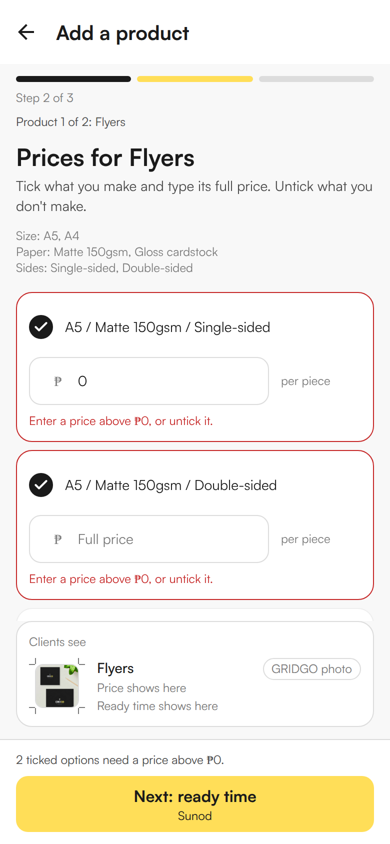 Add a product
Step 2 of 3
Product 1 of 2: Flyers
Prices for Flyers
Tick what you make and type its full price. Untick what you
don't make.
Size: A5, A4
Paper: Matte 150gsm, Gloss cardstock
Sides: Single-sided, Double-sided
A5 / Matte 150gsm / Single-sided
₱ 0 per piece
Enter a price above ₱0, or untick it.
A5 / Matte 150gsm / Double-sided
₱ Full price per piece
Enter a price above ₱0, or untick it.
Clients see
Flyers GRIDGO photo
Price shows here
Ready time shows here
2 ticked options need a price above ₱0.
Next: ready time
Sunod